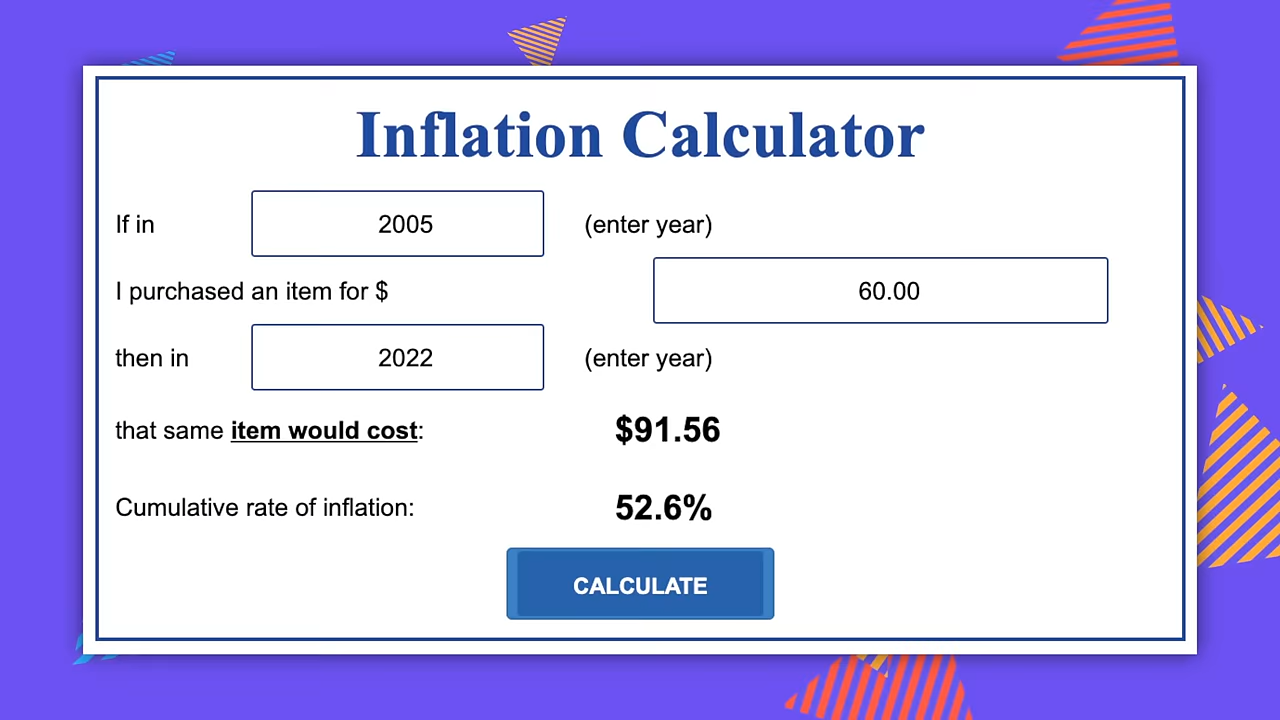 Inflation Calculator
If in 2005 (enter year)
I purchased an item for $ 60.00
then in 2022 (enter year)
that same item would cost: $91.56
Cumulative rate of inflation: 52.6%
CALCULATE